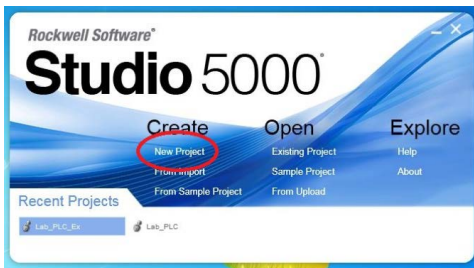 Rockwell Software®
Studio 5000®
Create Open Explore
New Project Existing Project Help
From Import Sample Project About
From Sample Project From Upload
Recent Projects
Lab_PLC_Ex Lab_PLC